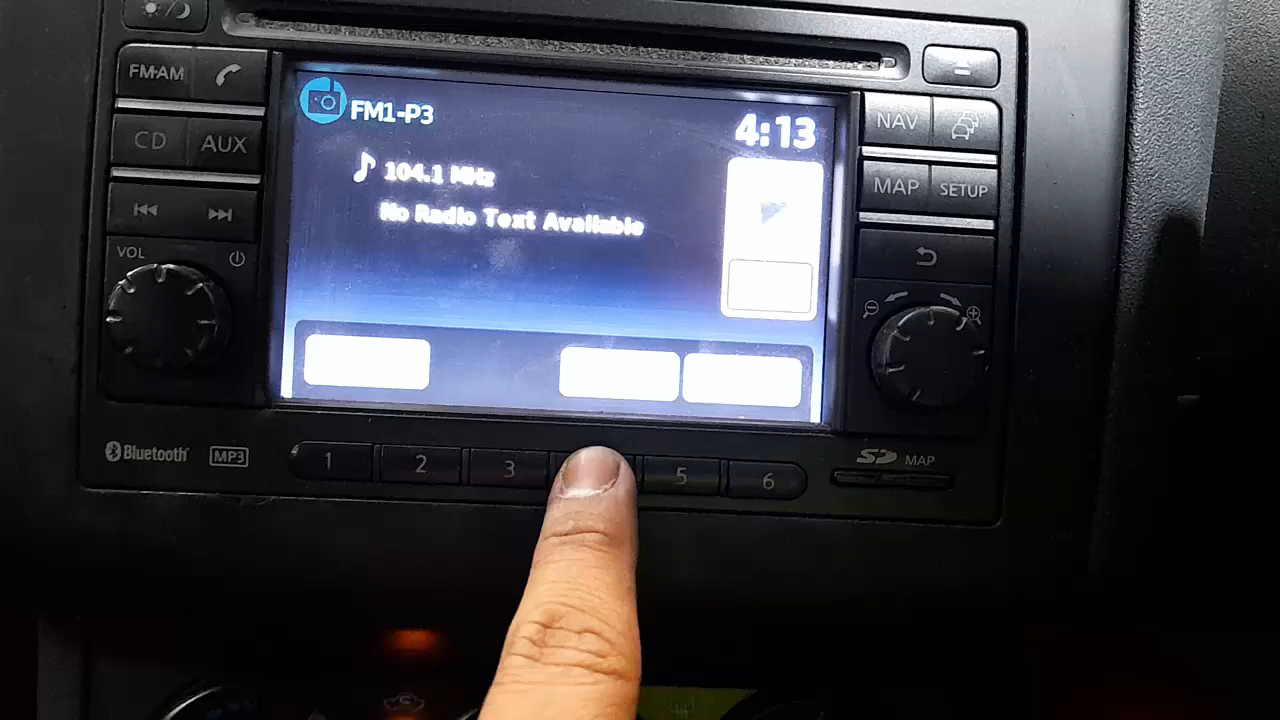 FM·AM
FM1-P3
4:13
NAV
CD
AUX
104.1 MHz
No Radio Text Available
MAP
SETUP
VOL
Bluetooth
MP3
1
2
3
5
6
SD
MAP